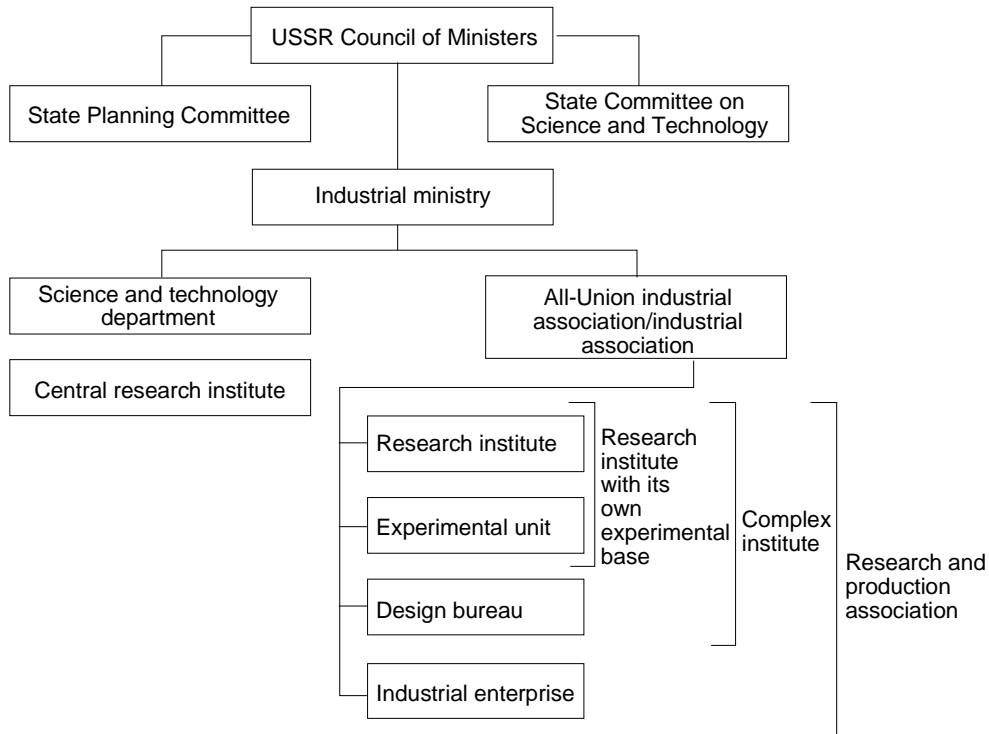 USSR Council of Ministers
State Planning Committee
State Committee on
Science and Technology
Industrial ministry
Science and technology
department
All-Union industrial
association/industrial
association
Central research institute
Research institute
Experimental unit
Design bureau
Industrial enterprise
Research
institute
with its
own
experimental
base
Complex
institute
Research and
production
association